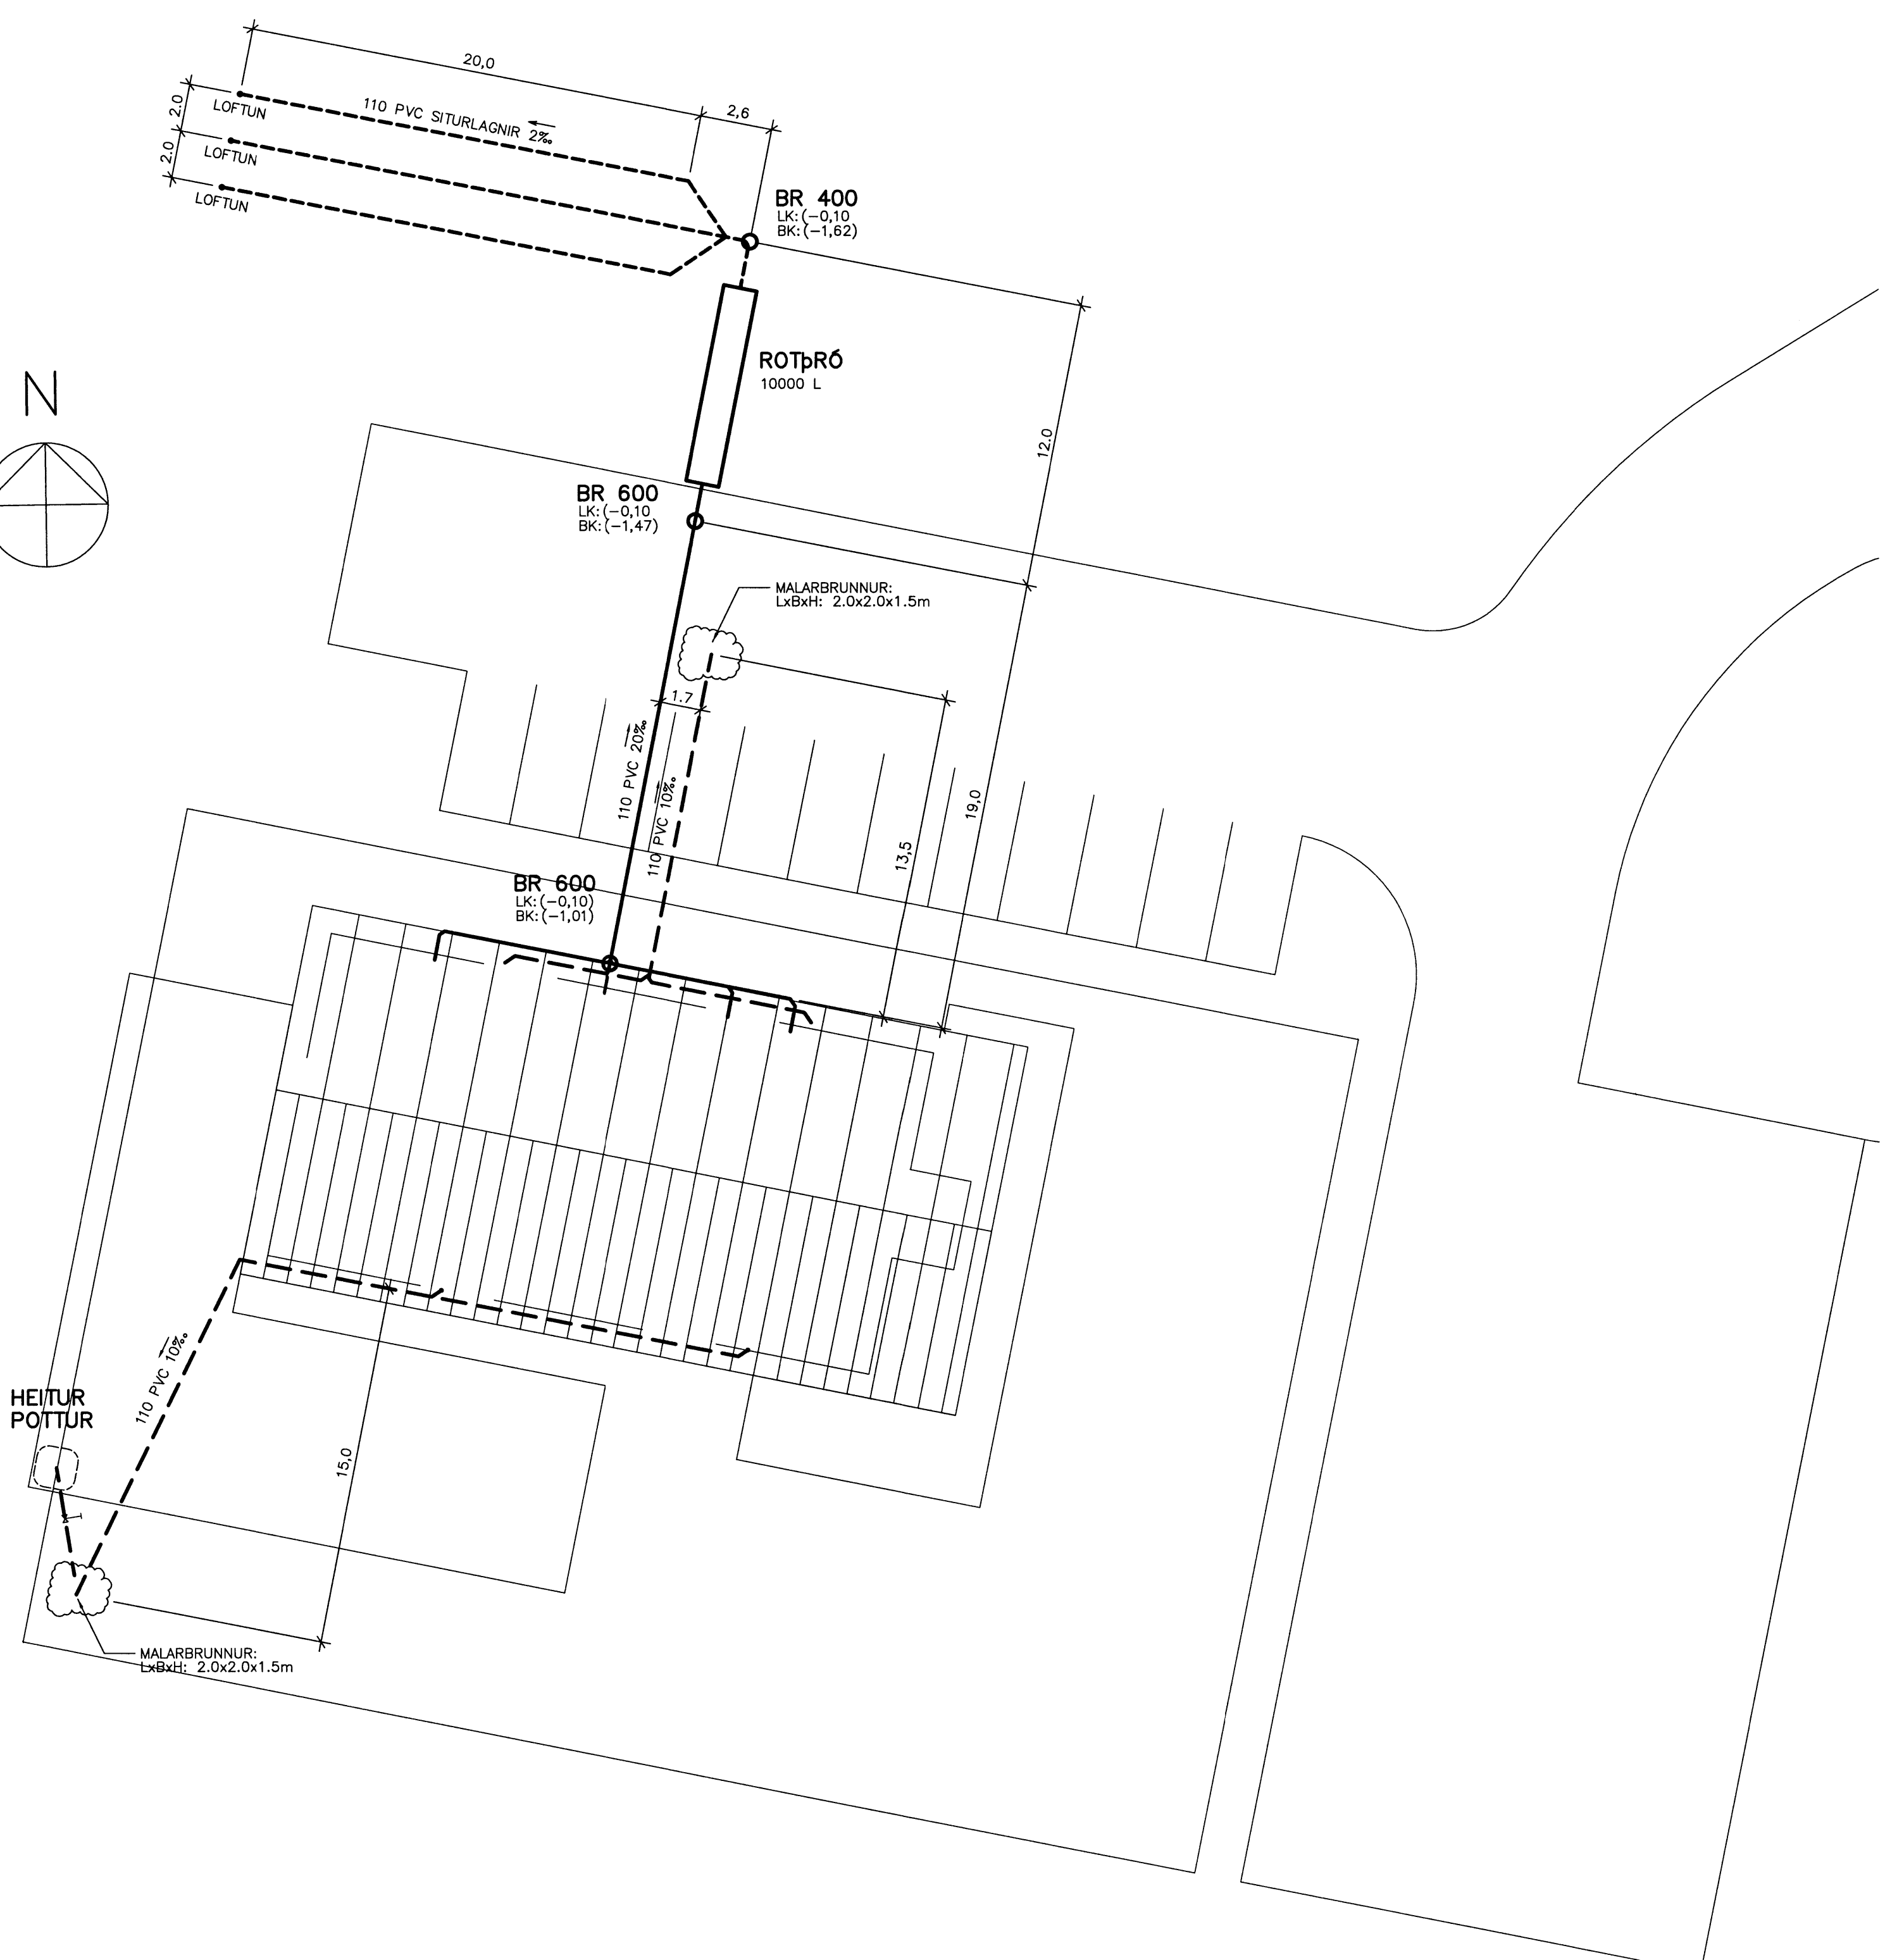 20,0
2,6
2.0
2.0
LOFTUN
LOFTUN
LOFTUN
110 PVC SITURLAGNIR 2‰
BR 400
LK:(-0,10
BK:(-1,62)
ROTÞRÓ
10000 L
N
12.0
BR 600
LK:(-0,10
BK:(-1,47)
MALARBRUNNUR:
LxBxH: 2.0x2.0x1.5m
1.7
110 PVC 20‰
110 PVC 10‰
19,0
13,5
BR 600
LK:(-0,10)
BK:(-1,01)
110 PVC 10‰
HEITUR
POTTUR
15,0
MALARBRUNNUR:
LxBxH: 2.0x2.0x1.5m